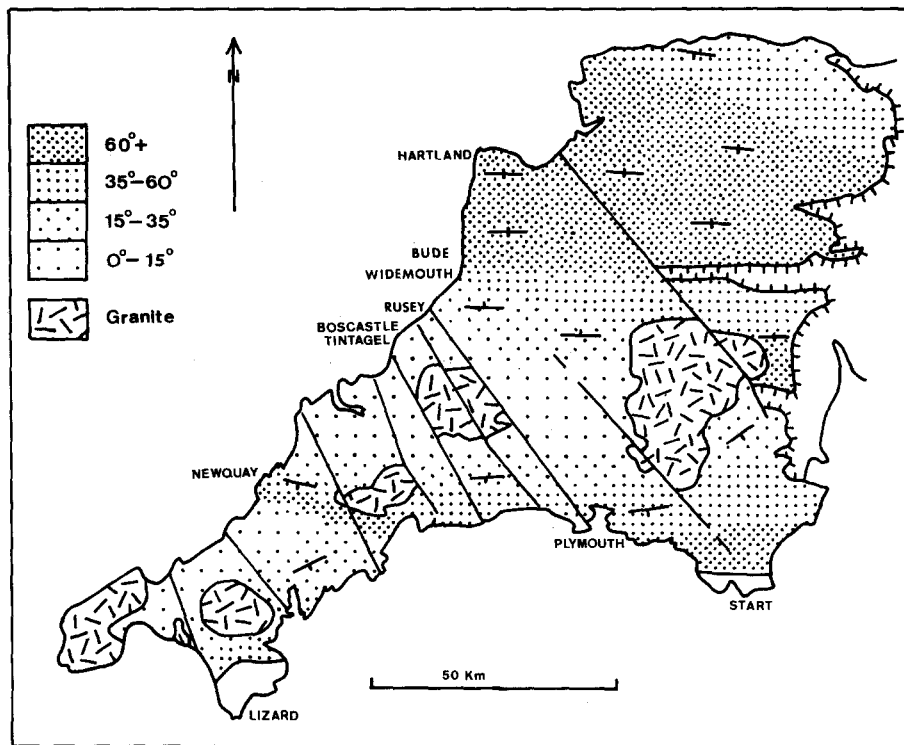 N
60°+
35°–60°
15°–35°
0°–15°
Granite
HARTLAND
BUDE
WIDEMOUTH
RUSEY
BOSCASTLE
TINTAGEL
NEWQUAY
PLYMOUTH
START
LIZARD
50 Km